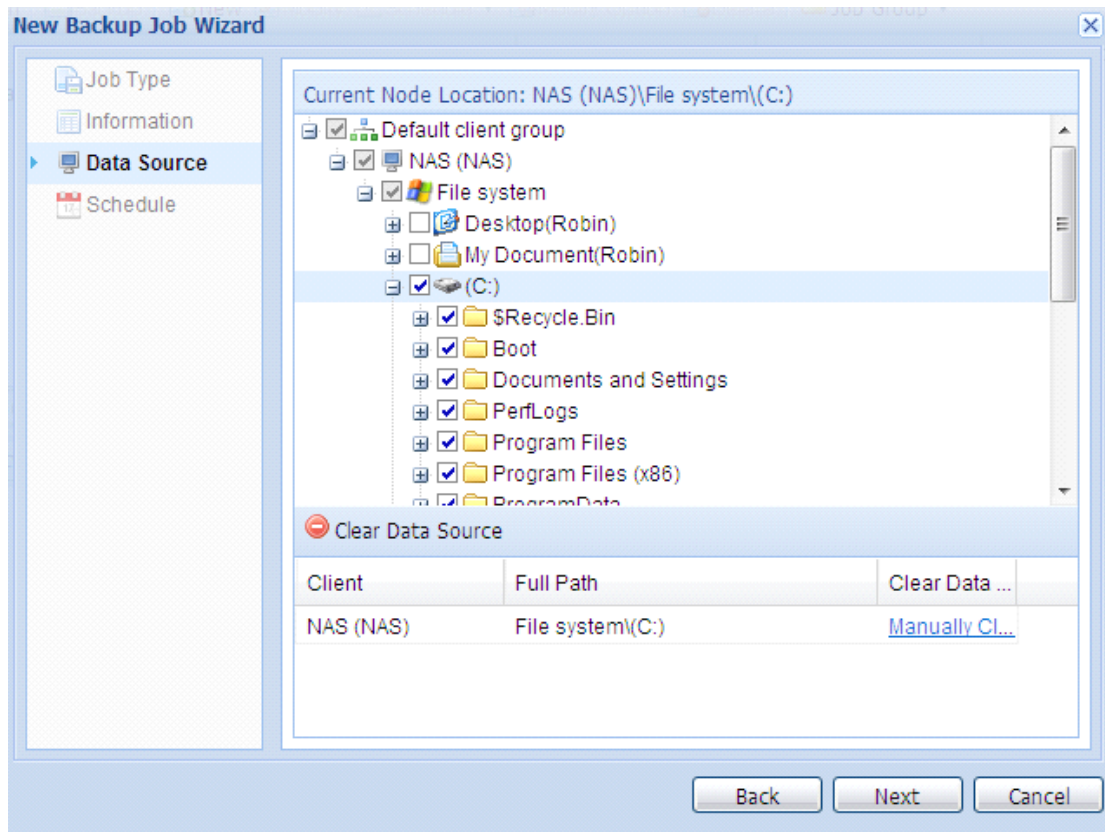 New Backup Job Wizard
Job Type
Information
Data Source
Schedule
Current Node Location: NAS (NAS)\File system\(C:)
Default client group
NAS (NAS)
File system
Desktop(Robin)
My Document(Robin)
(C:)
$Recycle.Bin
Boot
Documents and Settings
PerfLogs
Program Files
Program Files (x86)
ProgramData
Clear Data Source
Client Full Path Clear Data ...
NAS (NAS) File system\(C:) Manually Cl...
Back Next Cancel